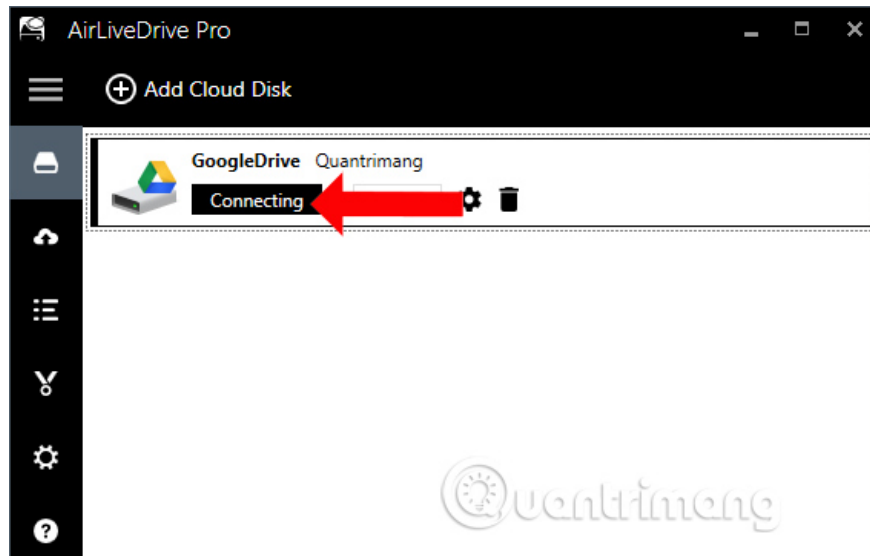 AirLiveDrive Pro
Add Cloud Disk
GoogleDrive Quantrimang
Connecting
Quantrimang